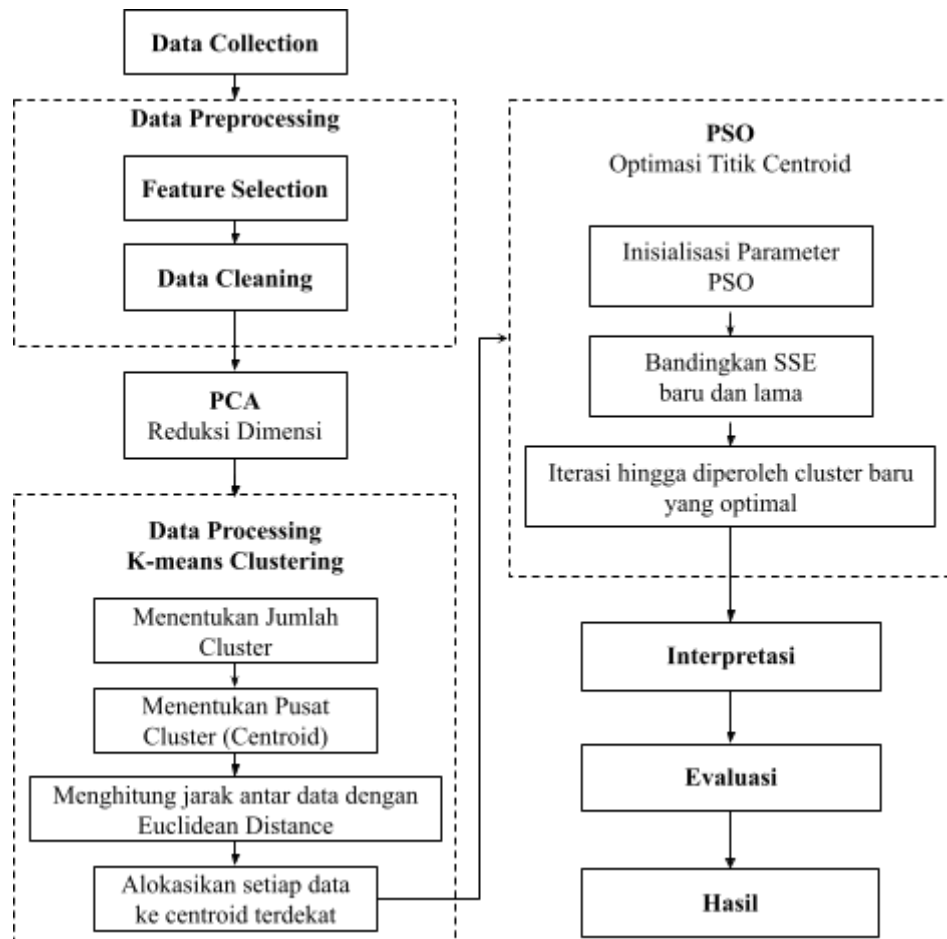 Data Collection
Data Preprocessing
Feature Selection
Data Cleaning
PCA
Reduksi Dimensi
Data Processing
K-means Clustering
Menentukan Jumlah
Cluster
Menentukan Pusat
Cluster (Centroid)
Menghitung jarak antar data dengan
Euclidean Distance
Alokasikan setiap data
ke centroid terdekat
PSO
Optimasi Titik Centroid
Inisialisasi Parameter
PSO
Bandingkan SSE
baru dan lama
Iterasi hingga diperoleh cluster baru
yang optimal
Interpretasi
Evaluasi
Hasil